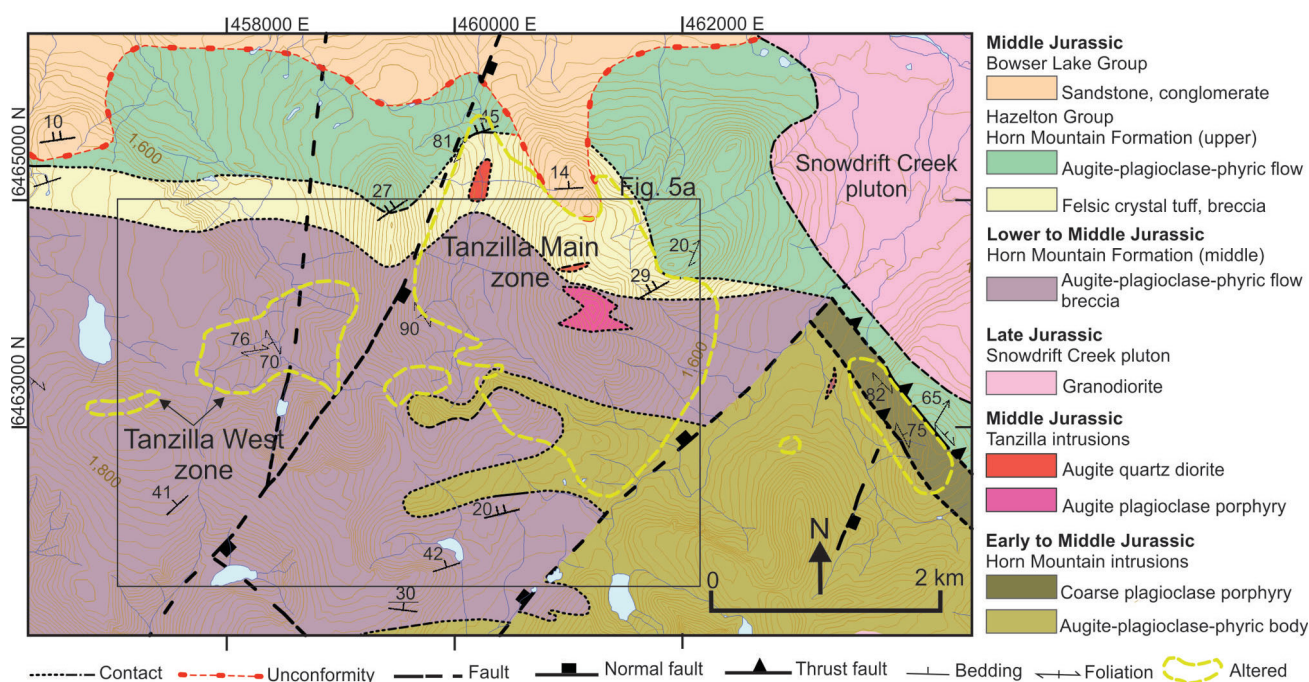 458000 E
460000 E
462000 E
6465000 N
6463000 N
10
1,600
81
45
27
14
Snowdrift Creek
pluton
Fig. 5a
Tanzilla Main
zone
20
29
90
76
70
1,600
82
65
75
Tanzilla West
zone
1,800
41
20
42
30
N
0
2 km
Middle Jurassic
Bowser Lake Group
Sandstone, conglomerate
Hazelton Group
Horn Mountain Formation (upper)
Augite-plagioclase-phyric flow
Felsic crystal tuff, breccia
Lower to Middle Jurassic
Horn Mountain Formation (middle)
Augite-plagioclase-phyric flow
breccia
Late Jurassic
Snowdrift Creek pluton
Granodiorite
Middle Jurassic
Tanzilla intrusions
Augite quartz diorite
Augite plagioclase porphyry
Early to Middle Jurassic
Horn Mountain intrusions
Coarse plagioclase porphyry
Augite-plagioclase-phyric body
Contact
Unconformity
Fault
Normal fault
Thrust fault
Bedding
Foliation
Altered